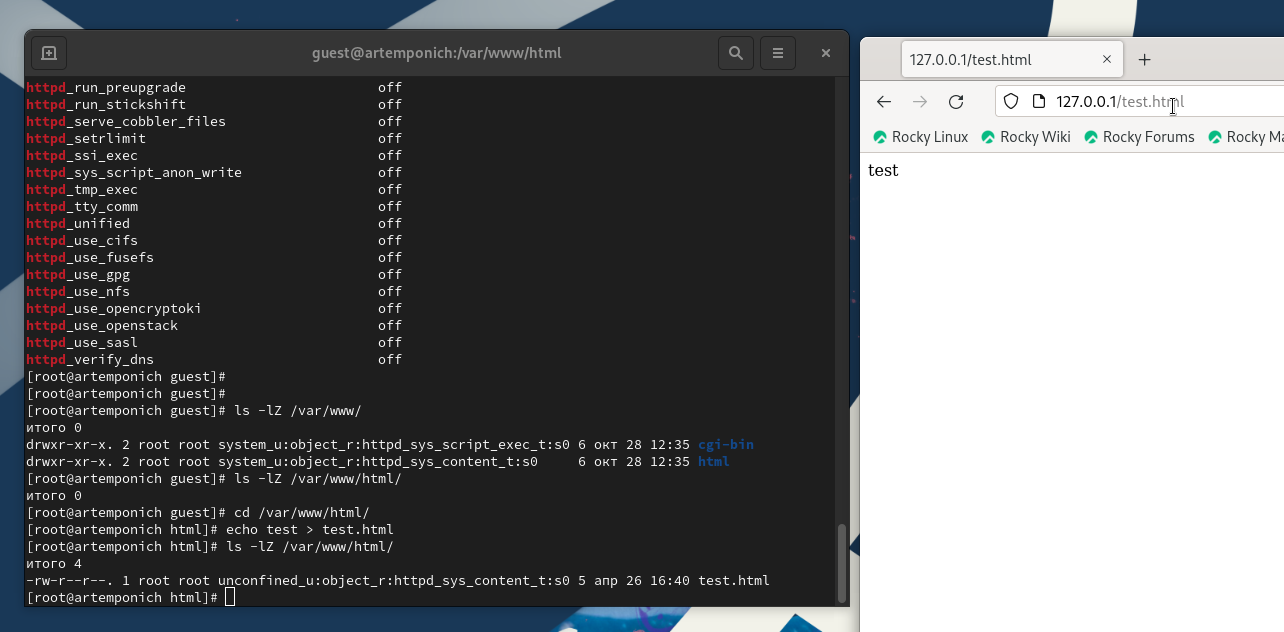 guest@artemponich:/var/www/html
httpd_run_preupgrade off
httpd_run_stickshift off
httpd_serve_cobbler_files off
httpd_setrlimit off
httpd_ssi_exec off
httpd_sys_script_anon_write off
httpd_tmp_exec off
httpd_tty_comm off
httpd_unified off
httpd_use_cifs off
httpd_use_fusefs off
httpd_use_gpg off
httpd_use_nfs off
httpd_use_opencryptoki off
httpd_use_openstack off
httpd_use_sasl off
httpd_verify_dns off
[root@artemponich guest]#
[root@artemponich guest]#
[root@artemponich guest]# ls -lZ /var/www/
итого 0
drwxr-xr-x. 2 root root system_u:object_r:httpd_sys_script_exec_t:s0 6 окт 28 12:35 cgi-bin
drwxr-xr-x. 2 root root system_u:object_r:httpd_sys_content_t:s0 6 окт 28 12:35 html
[root@artemponich guest]# ls -lZ /var/www/html/
итого 0
[root@artemponich guest]# cd /var/www/html/
[root@artemponich html]# echo test > test.html
[root@artemponich html]# ls -lZ /var/www/html/
итого 4
-rw-r--r--. 1 root root unconfined_u:object_r:httpd_sys_content_t:s0 5 апр 26 16:40 test.html
[root@artemponich html]#
127.0.0.1/test.html
127.0.0.1/test.html
Rocky Linux Rocky Wiki Rocky Forums Rocky Ma
test